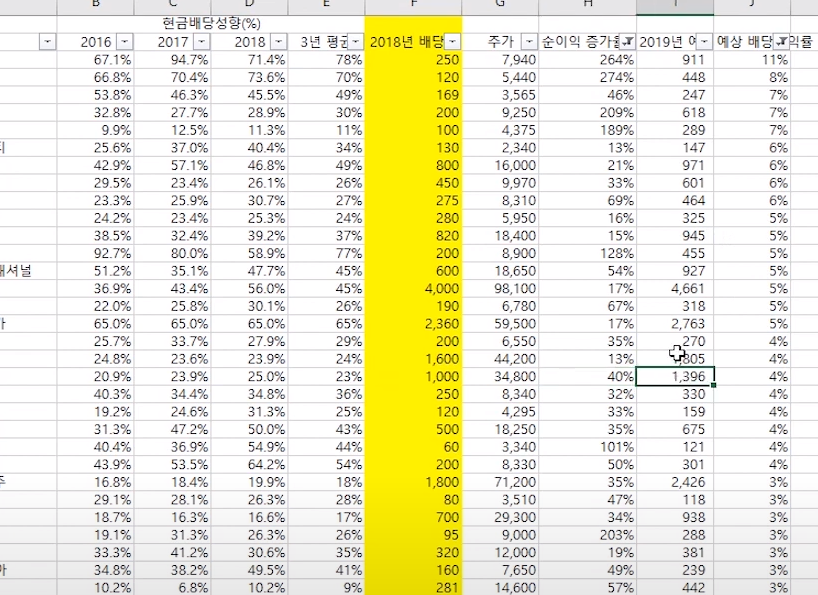 B C D E F G H I J
현금배당성향(%)
2016 2017 2018 3년 평균 2018년 배당 주가 순이익 증가율 2019년 예 예상 배당 익률
67.1% 94.7% 71.4% 78% 250 7,940 264% 911 11%
66.8% 70.4% 73.6% 70% 120 5,440 274% 448 8%
53.8% 46.3% 45.5% 49% 169 3,565 46% 247 7%
32.8% 27.7% 28.9% 30% 200 9,250 209% 618 7%
9.9% 12.5% 11.3% 11% 100 4,375 189% 289 7%
25.6% 37.0% 40.4% 34% 130 2,340 13% 147 6%
42.9% 57.1% 46.8% 49% 800 16,000 21% 971 6%
29.5% 23.4% 26.1% 26% 450 9,970 33% 601 6%
23.3% 25.9% 30.7% 27% 275 8,310 69% 464 6%
24.2% 23.4% 25.3% 24% 280 5,950 16% 325 5%
38.5% 32.4% 39.2% 37% 820 18,400 15% 945 5%
92.7% 80.0% 58.9% 77% 200 8,900 128% 455 5%
셔널 51.2% 35.1% 47.7% 45% 600 18,650 54% 927 5%
36.9% 43.4% 56.0% 45% 4,000 98,100 17% 4,661 5%
22.0% 25.8% 30.1% 26% 190 6,780 67% 318 5%
가 65.0% 65.0% 65.0% 65% 2,360 59,500 17% 2,763 5%
25.7% 33.7% 27.9% 29% 200 6,550 35% 270 4%
24.8% 23.6% 23.9% 24% 1,600 44,200 13% 805 4%
20.9% 23.9% 25.0% 23% 1,000 34,800 40% 1,396 4%
40.3% 34.4% 34.8% 36% 250 8,340 32% 330 4%
19.2% 24.6% 31.3% 25% 120 4,295 33% 159 4%
31.3% 47.2% 50.0% 43% 500 18,250 35% 675 4%
40.4% 36.9% 54.9% 44% 60 3,340 101% 121 4%
43.9% 53.5% 64.2% 54% 200 8,330 50% 301 4%
주 16.8% 18.4% 19.9% 18% 1,800 71,200 35% 2,426 3%
29.1% 28.1% 26.3% 28% 80 3,510 47% 118 3%
18.7% 16.3% 16.6% 17% 700 29,300 34% 938 3%
19.1% 31.3% 26.3% 26% 95 9,000 203% 288 3%
33.3% 41.2% 30.6% 35% 320 12,000 19% 381 3%
아 34.8% 38.2% 49.5% 41% 160 7,650 49% 239 3%
10.2% 6.8% 10.2% 9% 281 14,600 57% 442 3%